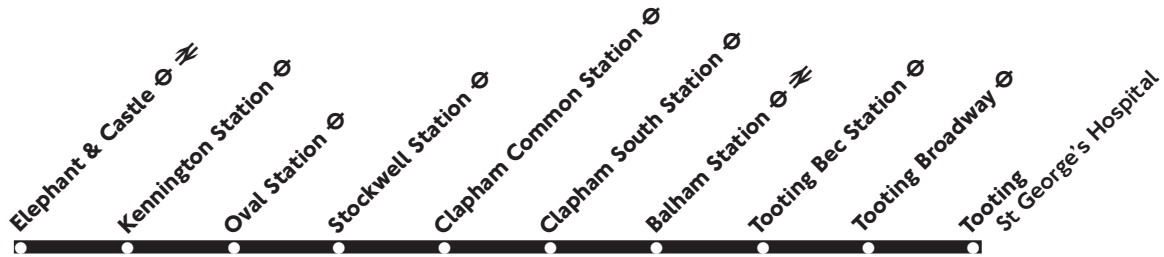 Elephant & Castle
Kennington Station
Oval Station
Stockwell Station
Clapham Common Station
Clapham South Station
Balham Station
Tooting Bec Station
Tooting Broadway
Tooting
St George's Hospital